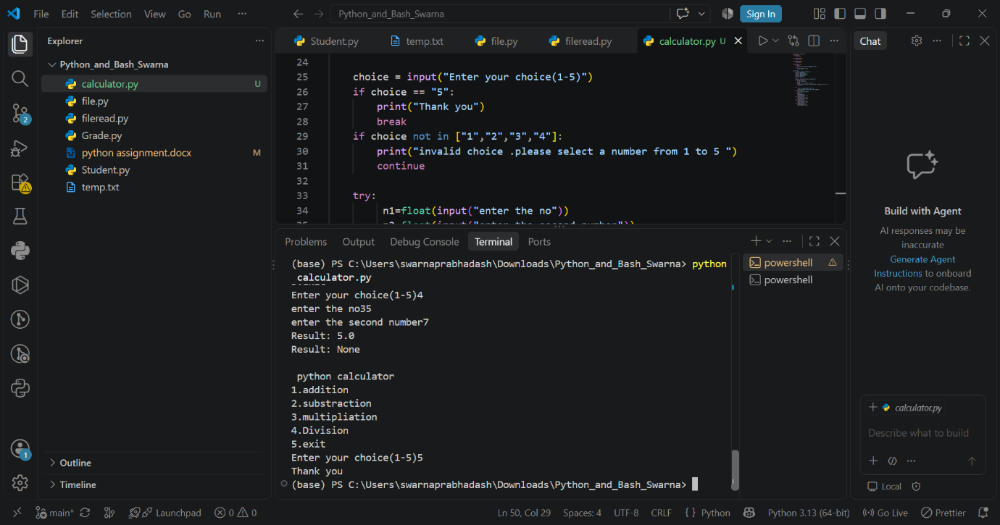 File Edit Selection View Go Run ···
Python_and_Bash_Swarna
Sign In
Explorer
Python_and_Bash_Swarna
calculator.py U
file.py
fileread.py
Grade.py
python assignment.docx M
Student.py
temp.txt
Outline
Timeline
2
1
Student.py temp.txt file.py fileread.py calculator.py U
24
25 choice = input("Enter your choice(1-5)")
26 if choice == "5":
27 print("Thank you")
28 break
29 if choice not in ["1","2","3","4"]:
30 print("invalid choice .please select a number from 1 to 5 ")
31 continue
32
33 try:
34 n1=float(input("enter the no"))
35 n2=float(input("enter the second number"))
Problems Output Debug Console Terminal Ports
(base) PS C:\Users\swarnaprabhadash\Downloads\Python_and_Bash_Swarna> python
calculator.py
Enter your choice(1-5)4
enter the no35
enter the second number7
Result: 5.0
Result: None
python calculator
1.addition
2.substraction
3.multipliation
4.Division
5.exit
Enter your choice(1-5)5
Thank you
(base) PS C:\Users\swarnaprabhadash\Downloads\Python_and_Bash_Swarna>
powershell
powershell
Chat
Build with Agent
AI responses may be
inaccurate
Generate Agent
Instructions to onboard
AI onto your codebase.
calculator.py
Describe what to build
Local
main* Launchpad 0 0 Ln 50, Col 29 Spaces: 4 UTF-8 CRLF { } Python Python 3.13 (64-bit) Go Live Prettier